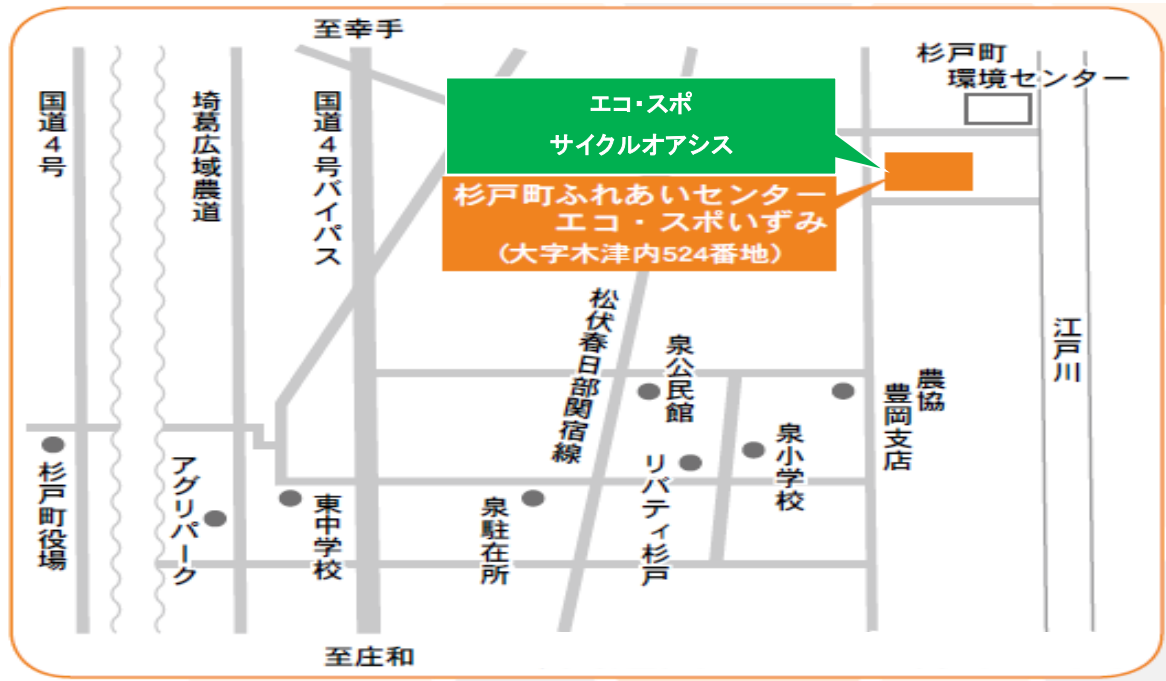 至幸手
杉戸町
環境センター
国道4号
埼葛広域農道
国道4号バイパス
エコ・スポ
サイクルオアシス
杉戸町ふれあいセンター
エコ・スポいずみ
(大字木津内524番地)
松伏春日部関宿線
泉公民館
江戸川
農協
豊岡支店
杉戸町役場
アグリパーク
東中学校
泉駐在所
リバティ杉戸
泉小学校
至庄和